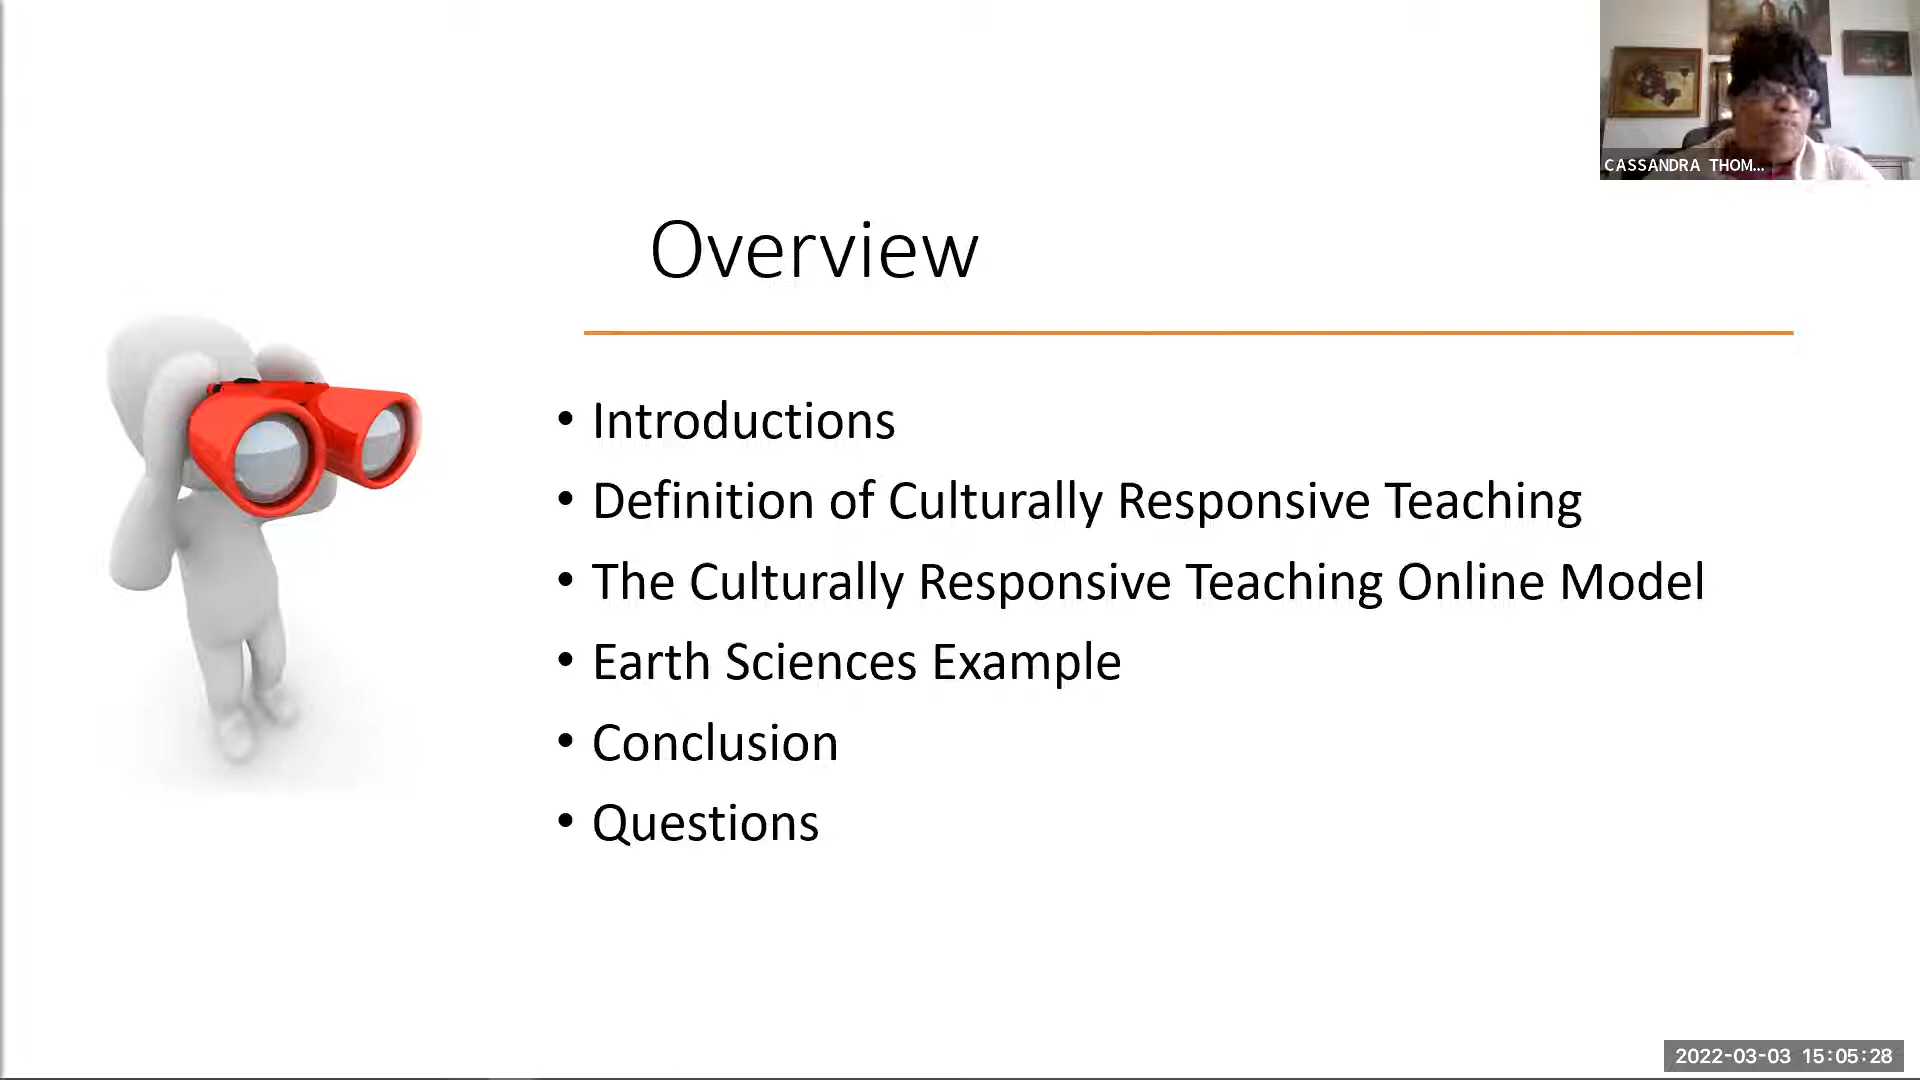 CASSANDRA THOM...
Overview
• Introductions
• Definition of Culturally Responsive Teaching
• The Culturally Responsive Teaching Online Model
• Earth Sciences Example
• Conclusion
• Questions
2022-03-03 15:05:28